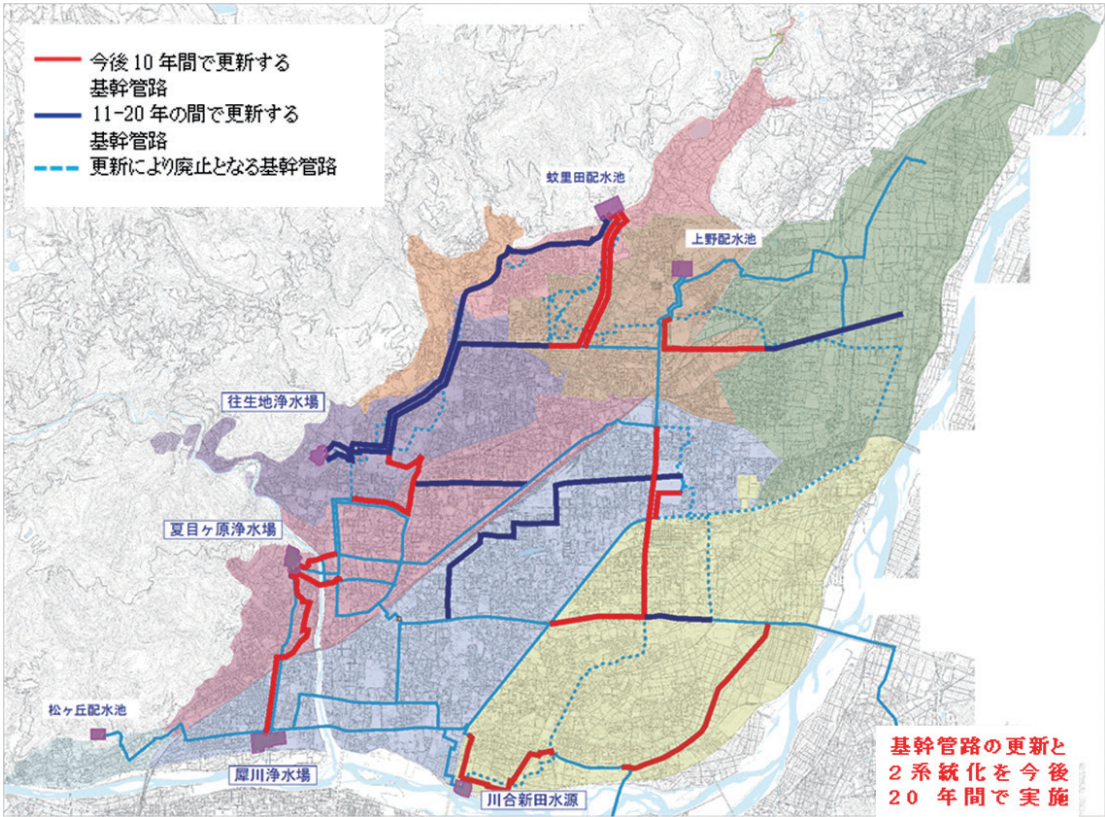 今後10年間で更新する
基幹管路
11-20年の間で更新する
基幹管路
更新により廃止となる基幹管路
蚊里田配水池
上野配水池
往生地浄水場
夏目ヶ原浄水場
松ヶ丘配水池
犀川浄水場
川合新田水源
基幹管路の更新と
2系統化を今後
20年間で実施